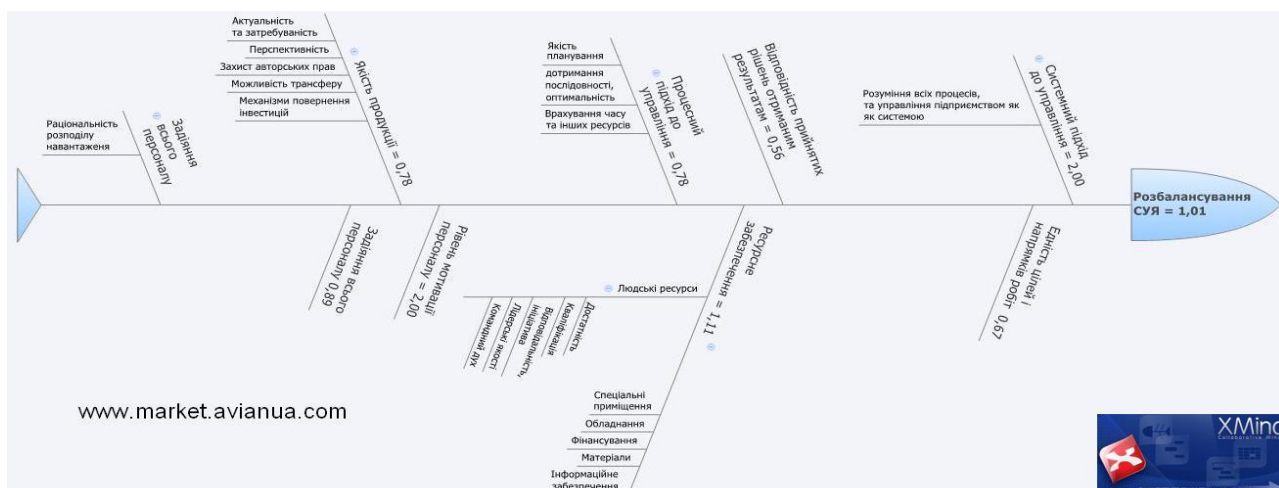 Актуальність
та затребуваність
Перспективність
Захист авторських прав
Можливість трансферу
Механізми повернення
інвестицій
Якість продукції = 0,78
Раціональність
розподілу
навантаженя
Задіяння
всього
персоналу
Якість
планування
дотримання
послідовності,
оптимальність
Врахування часу
та інших ресурсів
Процесний
підхід до
управління = 0,78
Відповідність прийнятих
рішень отриманим
результатам = 0,56
Розуміння всіх процесів,
та управління підприємством як
як системою
Системний підхід
до управління = 2,00
Розбалансування
СУЯ = 1,01
Задіяння всього
персоналу 0,89
Рівень мотивації
персоналу = 2,00
Ресурсне
забезпечення = 1,11
Людські ресурси
Достатність
Кваліфікація
Відповідальність,
ініціатива
Лідерські якості
Командний дух
Спеціальні
приміщення
Обладнання
Фінансування
Матеріали
Інформаційне
забезпечення
Едність цілей і
напрямків робіт 0,67
www.market.avianua.com
XMind